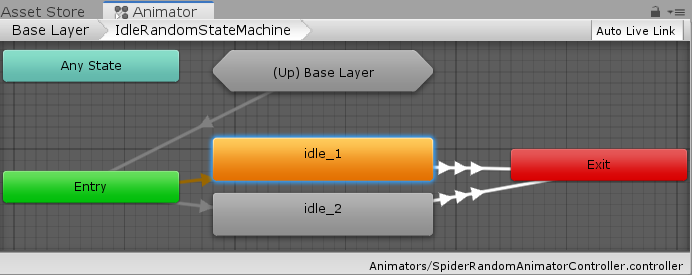 Asset Store Animator
Base Layer IdleRandomStateMachine Auto Live Link
Any State
(Up) Base Layer
idle_1
Exit
Entry
idle_2
Animators/SpiderRandomAnimatorController.controller